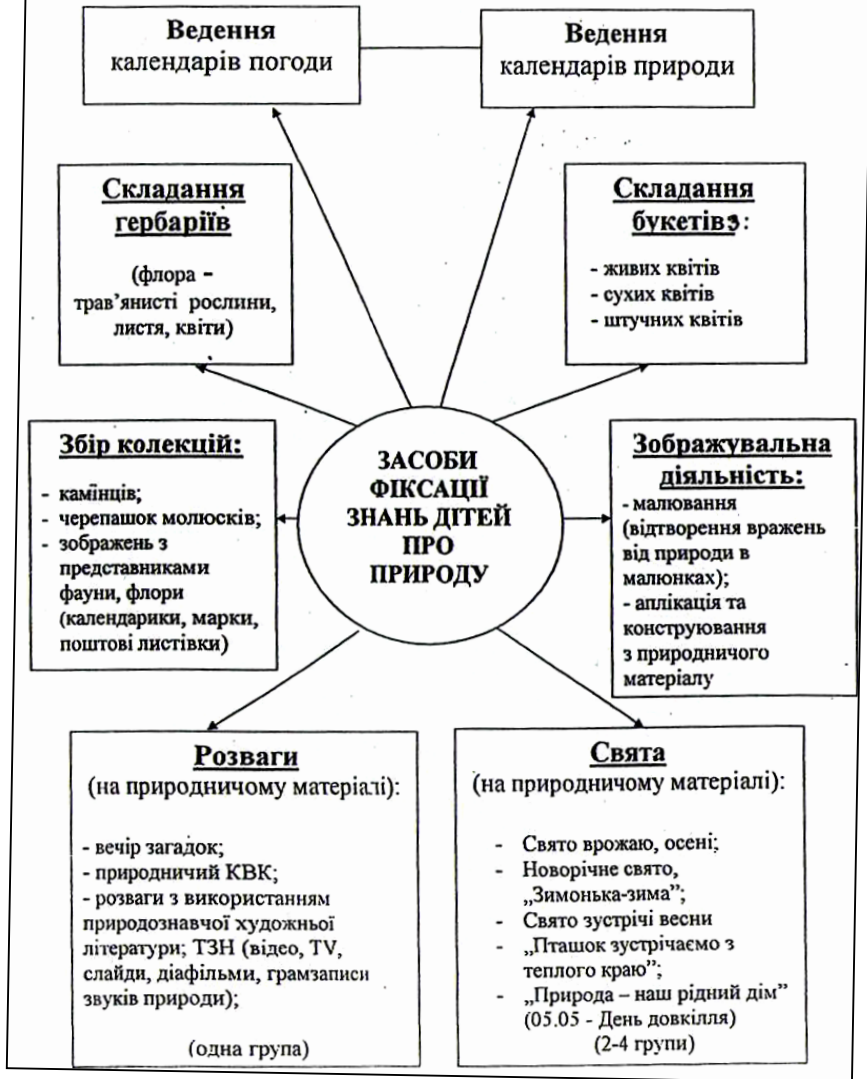 Ведення
календарів погоди
Ведення
календарів природи
Складання
гербаріїв
(флора –
трав’янисті рослини,
листя, квіти)
Складання
букетів з:
- живих квітів
- сухих квітів
- штучних квітів
Збір колекцій:
- камінців;
- черепашок молюсків;
- зображень з
представниками
фауни, флори
(календарики, марки,
поштові листівки)
ЗАСОБИ
ФІКСАЦІЇ
ЗНАНЬ ДІТЕЙ
ПРО
ПРИРОДУ
Зображувальна
діяльність:
- малювання
(відтворення вражень
від природи в
малюнках);
- аплікація та
конструювання
з природничого
матеріалу
Розваги
(на природничому матеріалі):
- вечір загадок;
- природничий КВК;
- розваги з використанням
природознавчої художньої
літератури; ТЗН (відео, TV,
слайди, діафільми, грамзаписи
звуків природи);
(одна група)
Свята
(на природничому матеріалі):
- Свято врожаю, осені;
- Новорічне свято,
„Зимонька-зима”;
- Свято зустрічі весни
- „Пташок зустрічаємо з
теплого краю”;
- „Природа – наш рідний дім”
(05.05 - День довкілля)
(2-4 групи)